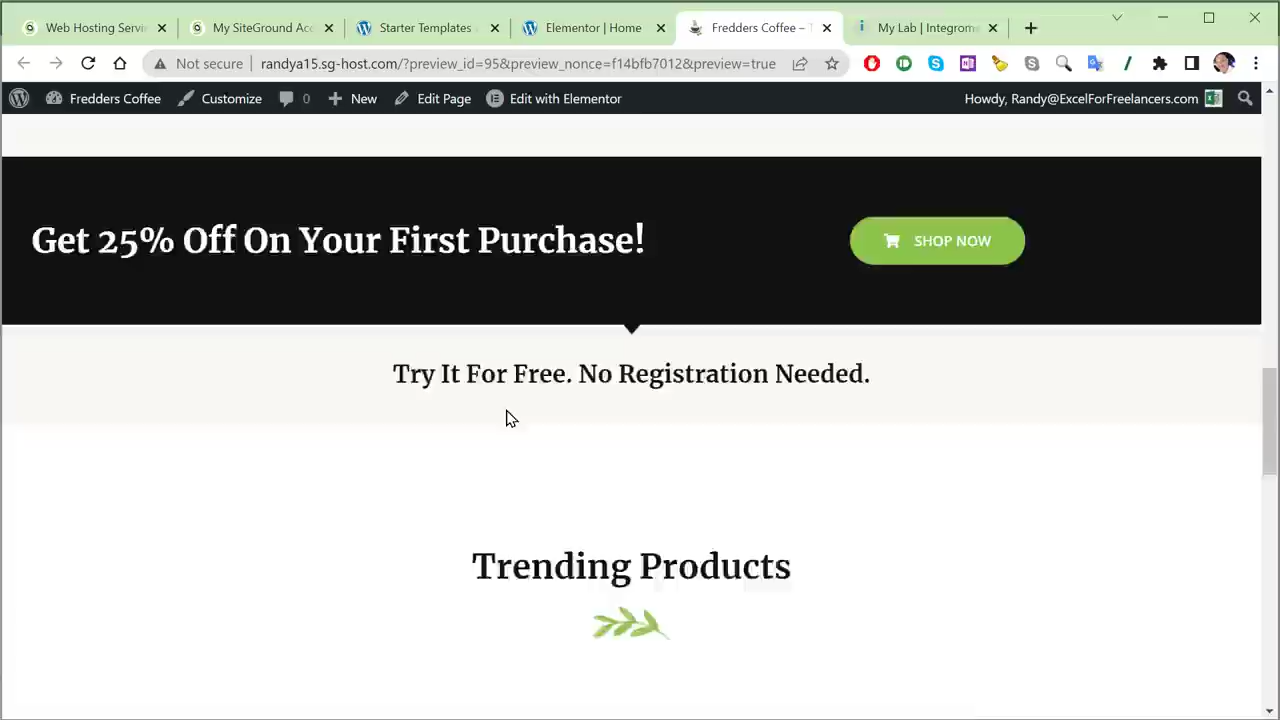 Web Hosting Servi
My SiteGround Acc
Starter Templates
Elementor | Home
Fredders Coffee – T
My Lab | Integrom
Not secure
randya15.sg-host.com/?preview_id=95&preview_nonce=f14bfb7012&preview=true
Fredders Coffee
Customize
0
New
Edit Page
Edit with Elementor
Howdy, Randy@ExcelForFreelancers.com
Get 25% Off On Your First Purchase!
SHOP NOW
Try It For Free. No Registration Needed.
Trending Products